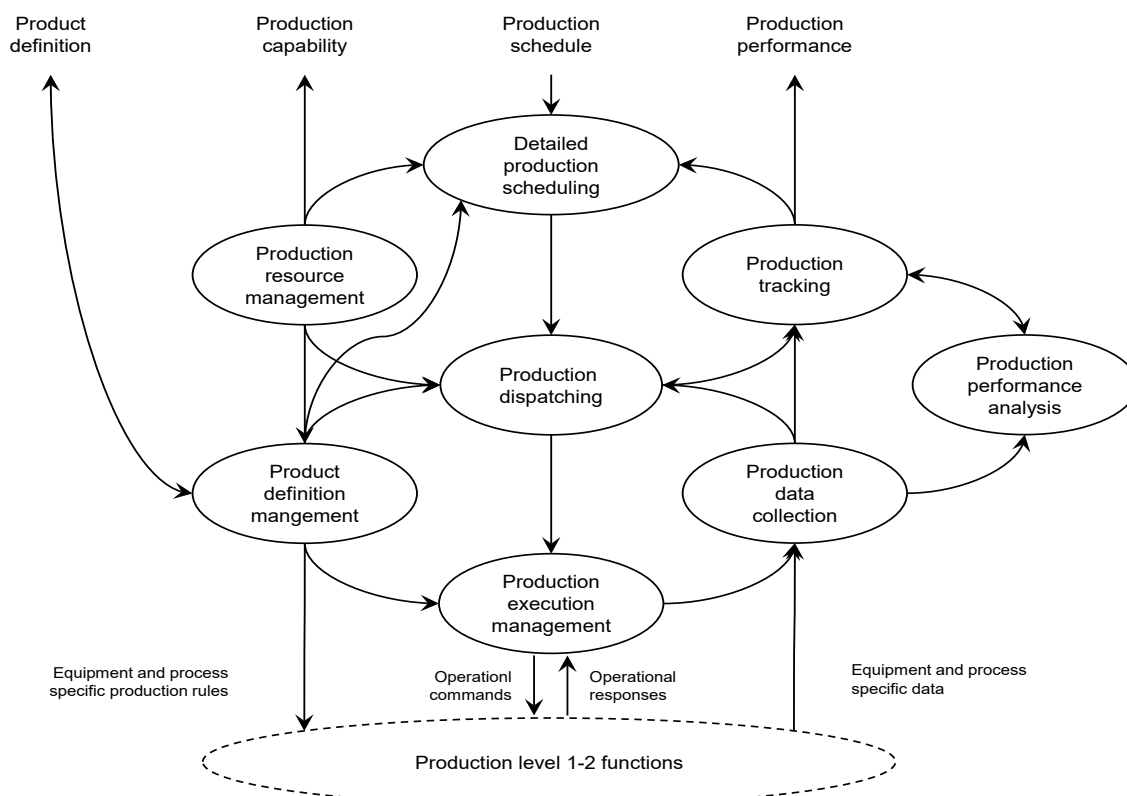 Product
definition
Production
capability
Production
schedule
Production
performance
Detailed
production
scheduling
Production
resource
management
Production
tracking
Production
dispatching
Production
performance
analysis
Product
definition
mangement
Production
data
collection
Production
execution
management
Equipment and process
specific production rules
Operationl
commands
Operational
responses
Equipment and process
specific data
Production level 1-2 functions